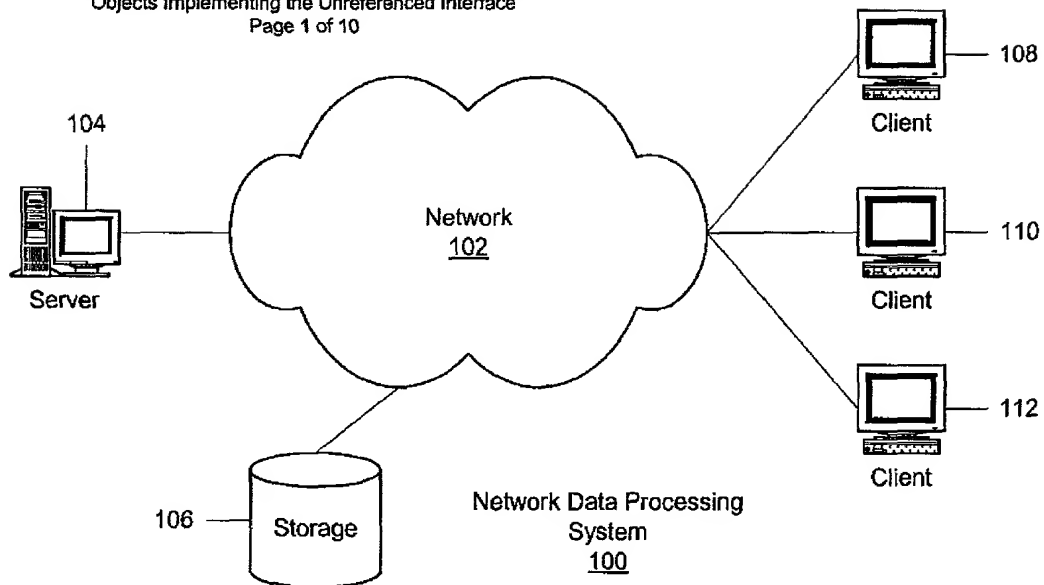 Objects Implementing the Unreferenced Interface
Page 1 of 10
108
Client
104
Server
Network
102
110
Client
112
Client
106
Storage
Network Data Processing
System
100